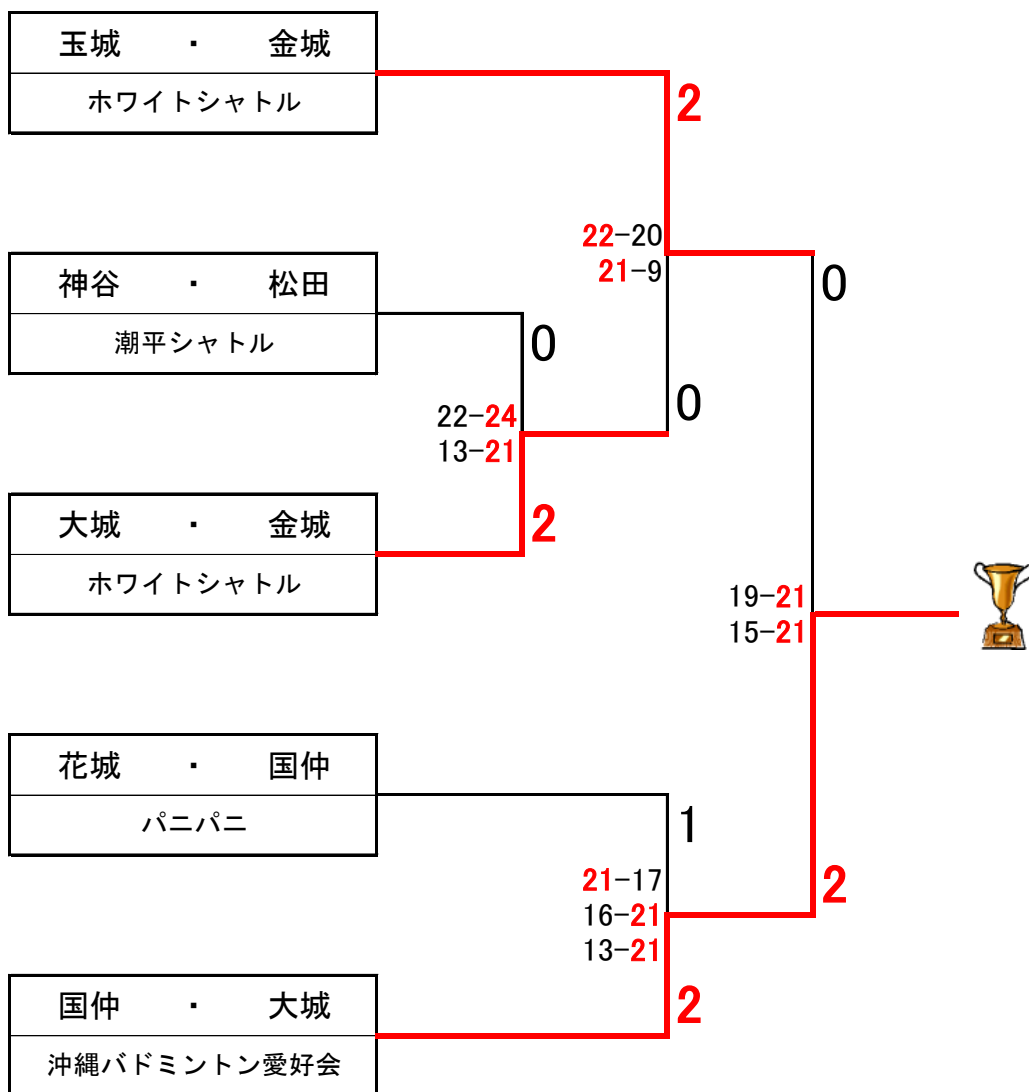 玉城 ・ 金城
ホワイトシャトル
2
22-20
21-9
0
神谷 ・ 松田
潮平シャトル
0
0
22-24
13-21
大城 ・ 金城
ホワイトシャトル
2
19-21
15-21
花城 ・ 国仲
パニパニ
1
21-17
16-21
13-21
2
国仲 ・ 大城
沖縄バドミントン愛好会
2